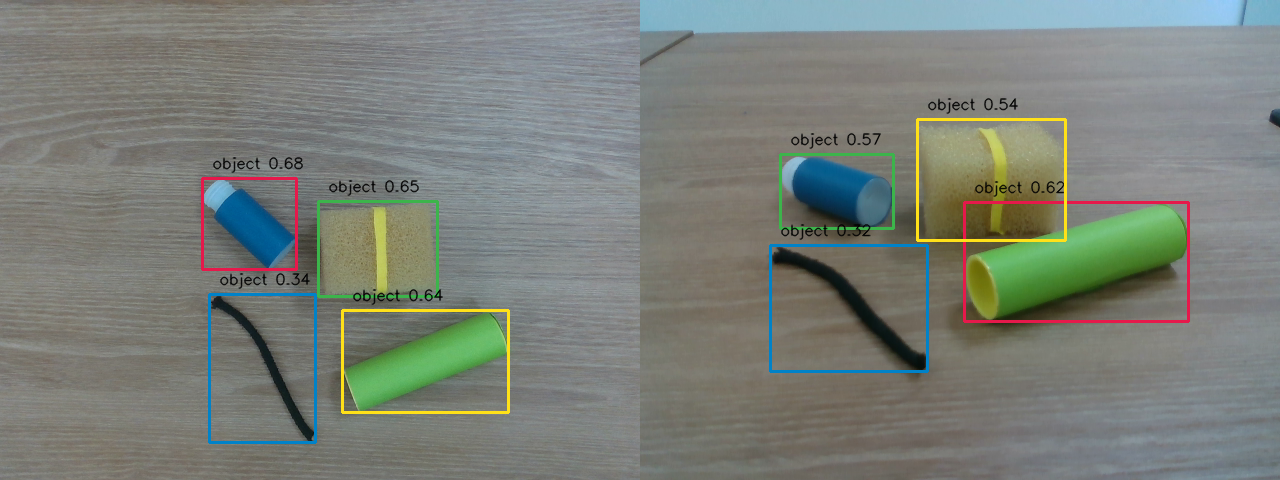 object 0.68
object 0.65
object 0.34
object 0.64
object 0.54
object 0.57
object 0.62
object 0.32